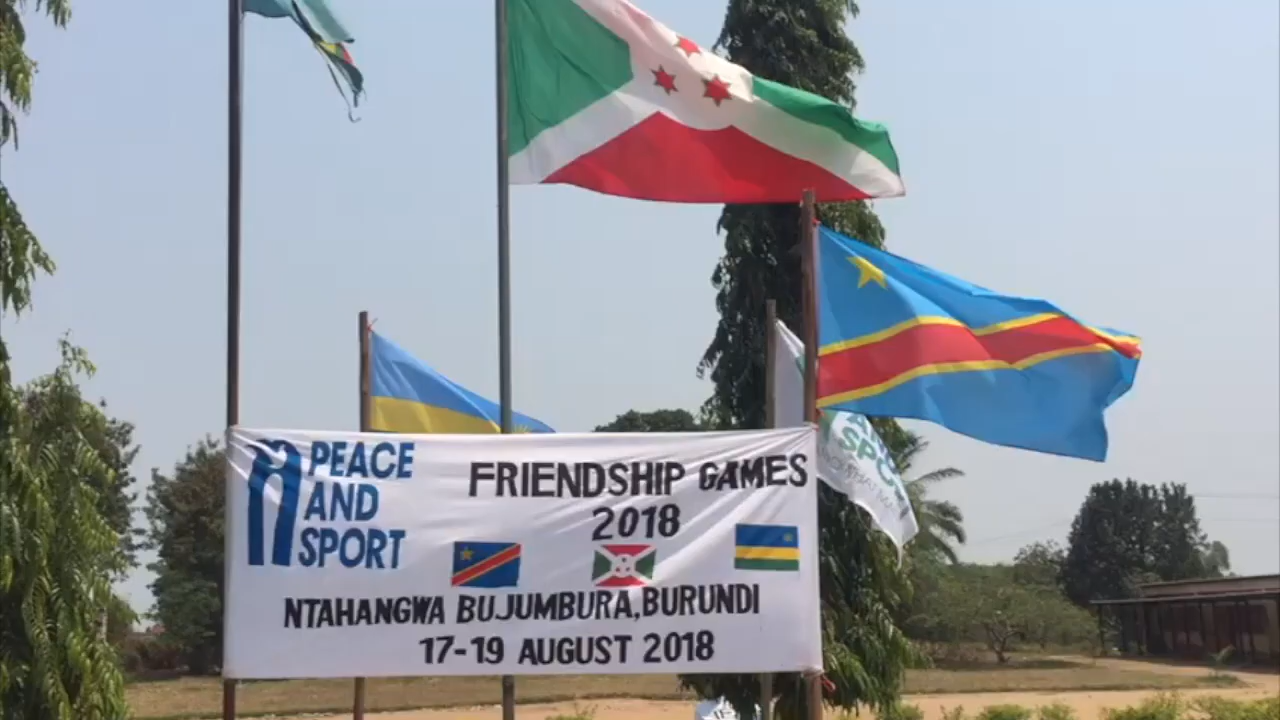 PEACE
AND
SPORT
FRIENDSHIP GAMES
2018
NTAHANGWA BUJUMBURA, BURUNDI
17-19 AUGUST 2018